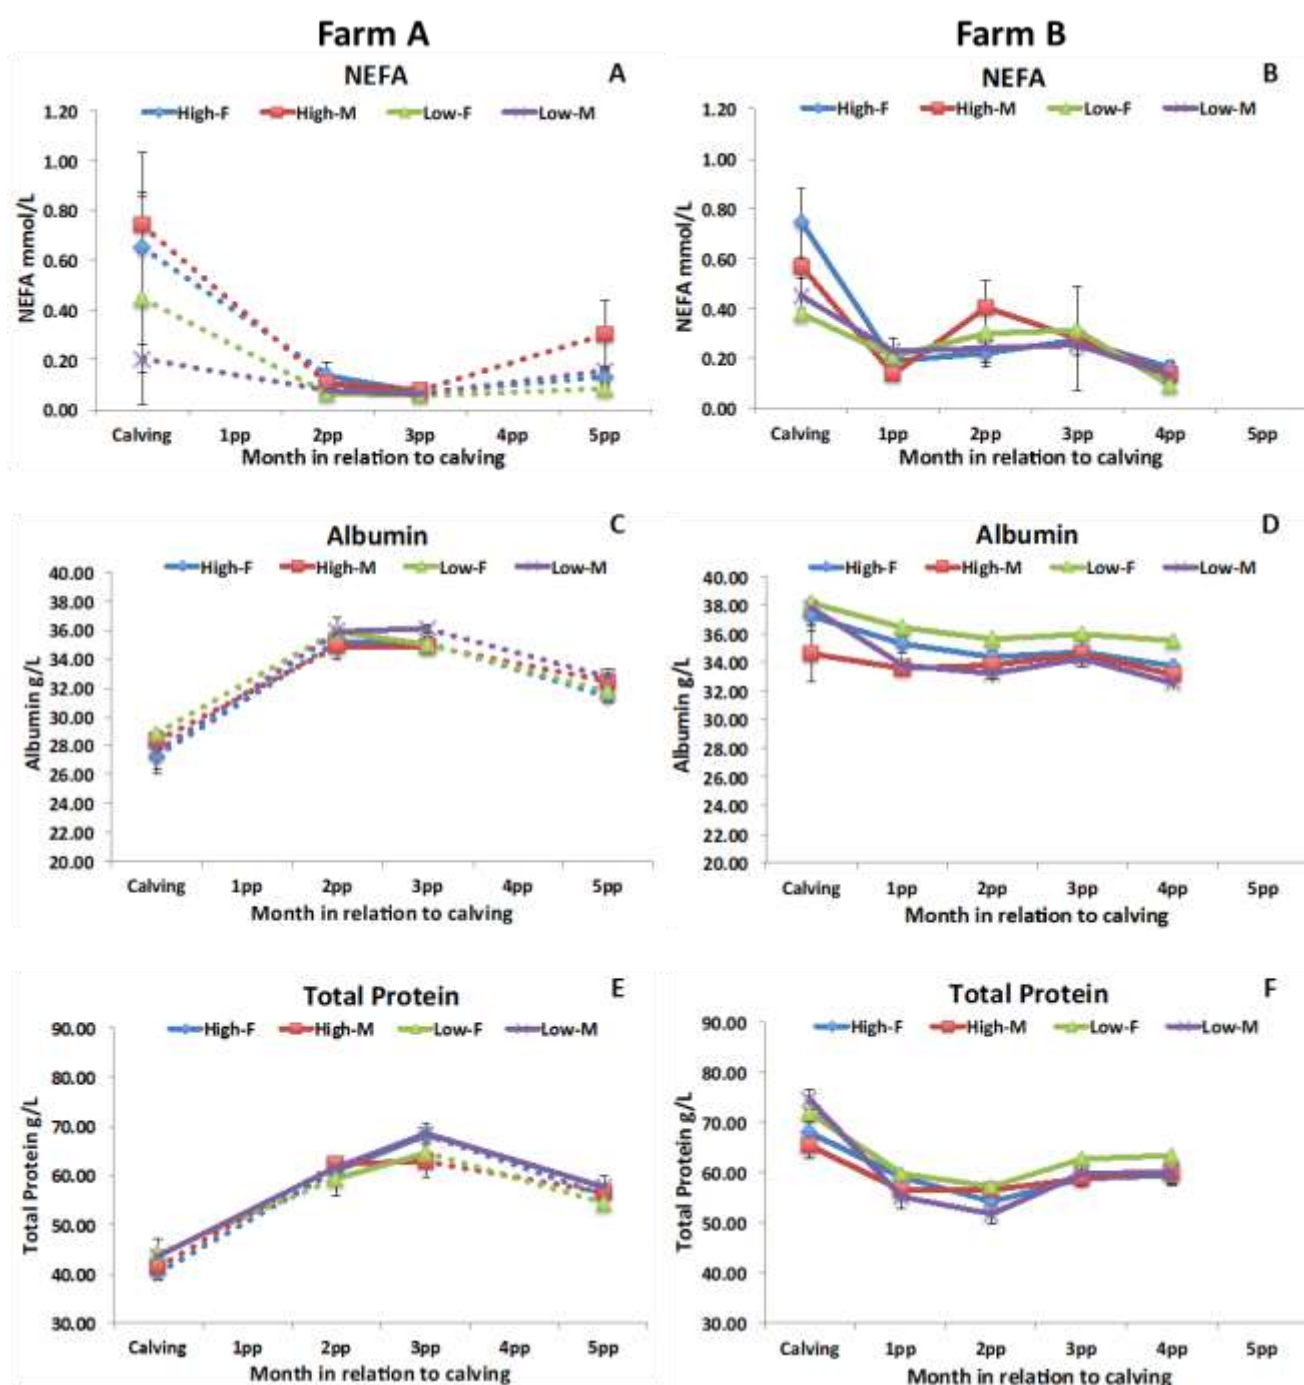 Farm A
Farm B
NEFA
A
High-F High-M Low-F Low-M
1.20
1.00
0.80
0.60
0.40
0.20
0.00
NEFA mmol/L
Calving 1pp 2pp 3pp 4pp 5pp
Month in relation to calving
NEFA
B
High-F High-M Low-F Low-M
1.20
1.00
0.80
0.60
0.40
0.20
0.00
NEFA mmol/L
Calving 1pp 2pp 3pp 4pp 5pp
Month in relation to calving
Albumin
C
High-F High-M Low-F Low-M
40.00
38.00
36.00
34.00
32.00
30.00
28.00
26.00
24.00
22.00
20.00
Albumin g/L
Calving 1pp 2pp 3pp 4pp 5pp
Month in relation to calving
Albumin
D
High-F High-M Low-F Low-M
40.00
38.00
36.00
34.00
32.00
30.00
28.00
26.00
24.00
22.00
20.00
Albumin g/L
Calving 1pp 2pp 3pp 4pp 5pp
Month in relation to calving
Total Protein
E
High-F High-M Low-F Low-M
90.00
80.00
70.00
60.00
50.00
40.00
30.00
Total Protein g/L
Calving 1pp 2pp 3pp 4pp 5pp
Month in relation to calving
Total Protein
F
High-F High-M Low-F Low-M
90.00
80.00
70.00
60.00
50.00
40.00
30.00
Total Protein g/L
Calving 1pp 2pp 3pp 4pp 5pp
Month in relation to calving